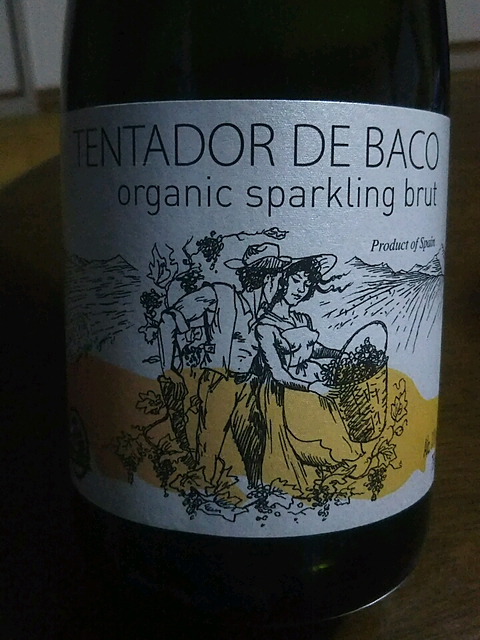 TENTADOR DE BACO
organic sparkling brut
Product of Spain